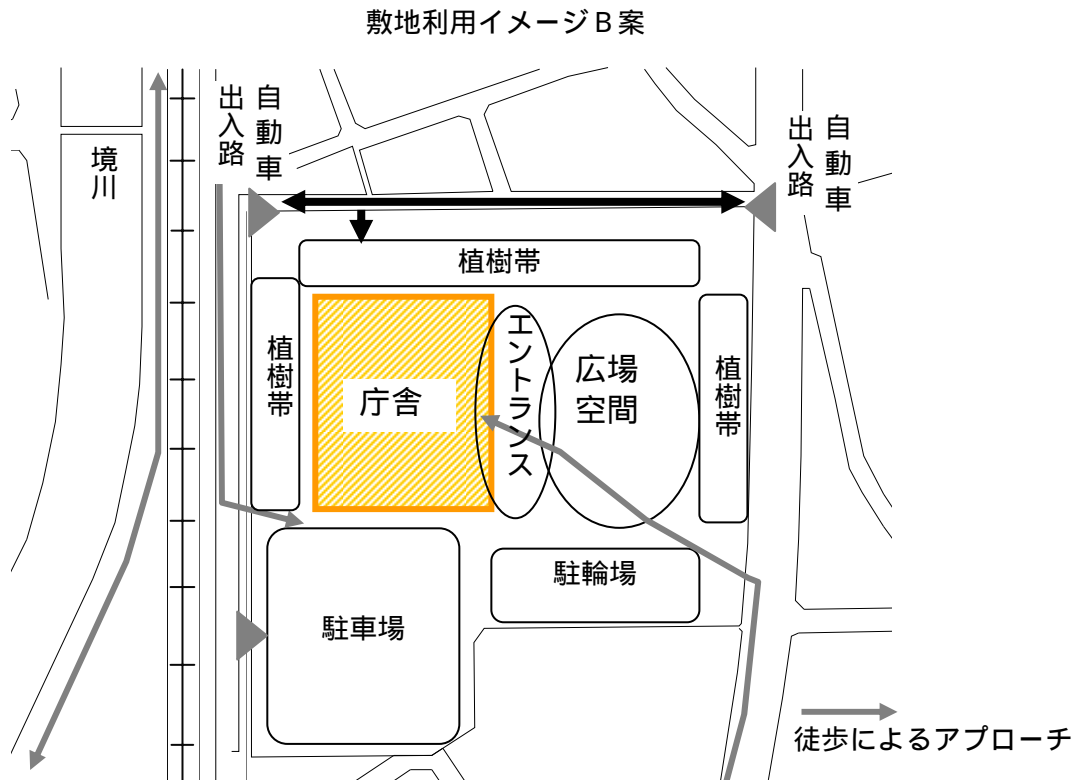 敷地利用イメージB案
自動車
出入路
自動車
出入路
境川
植樹帯
植樹帯
エントランス
広場
空間
植樹帯
庁舎
駐輪場
駐車場
徒歩によるアプローチ